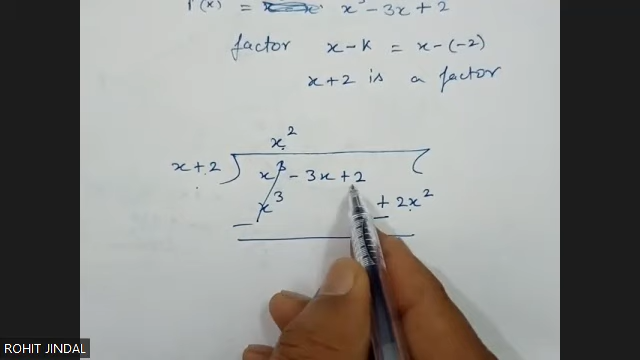 P(x) = x³ - 3x + 2
factor x - k = x - (-2)
x + 2 is a factor
x²
x + 2 ) x³ - 3x + 2
x³ + 2x²
- -
ROHIT JINDAL